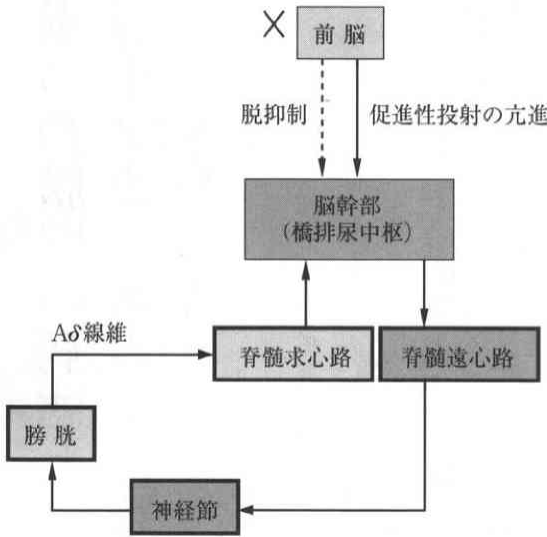 × 前脳
脱抑制
促進性投射の亢進
脳幹部
(橋排尿中枢)
Aδ線維
脊髄求心路
脊髄遠心路
膀胱
神経節